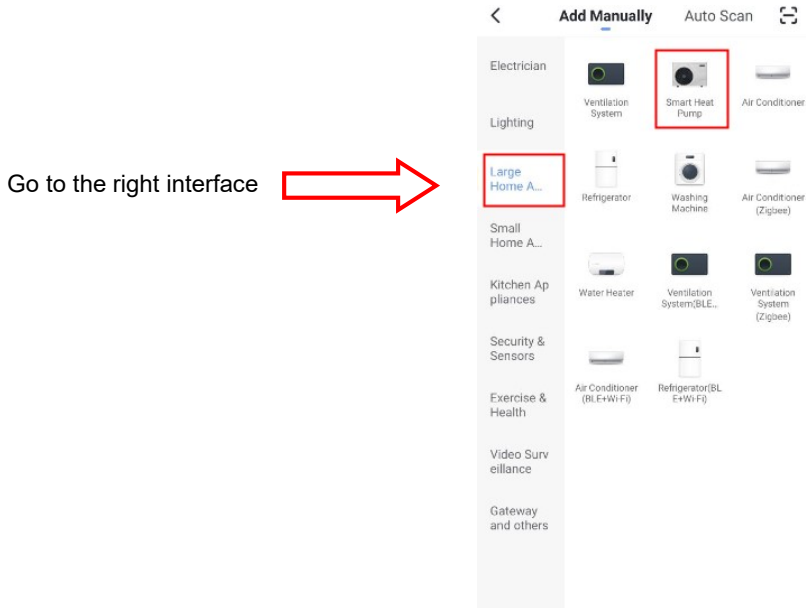 Add Manually
Auto Scan
Go to the right interface
Electrician
Lighting
Large
Home A...
Small
Home A...
Kitchen Ap
pliances
Security &
Sensors
Exercise &
Health
Video Surv
eillance
Gateway
and others
Ventilation
System
Smart Heat
Pump
Air Conditioner
Refrigerator
Washing
Machine
Air Conditioner
(Zigbee)
Water Heater
Ventilation
System(BLE...
Ventilation
System
(Zigbee)
Air Conditioner
(BLE+Wi-Fi)
Refrigerator(BL
E+Wi-Fi)